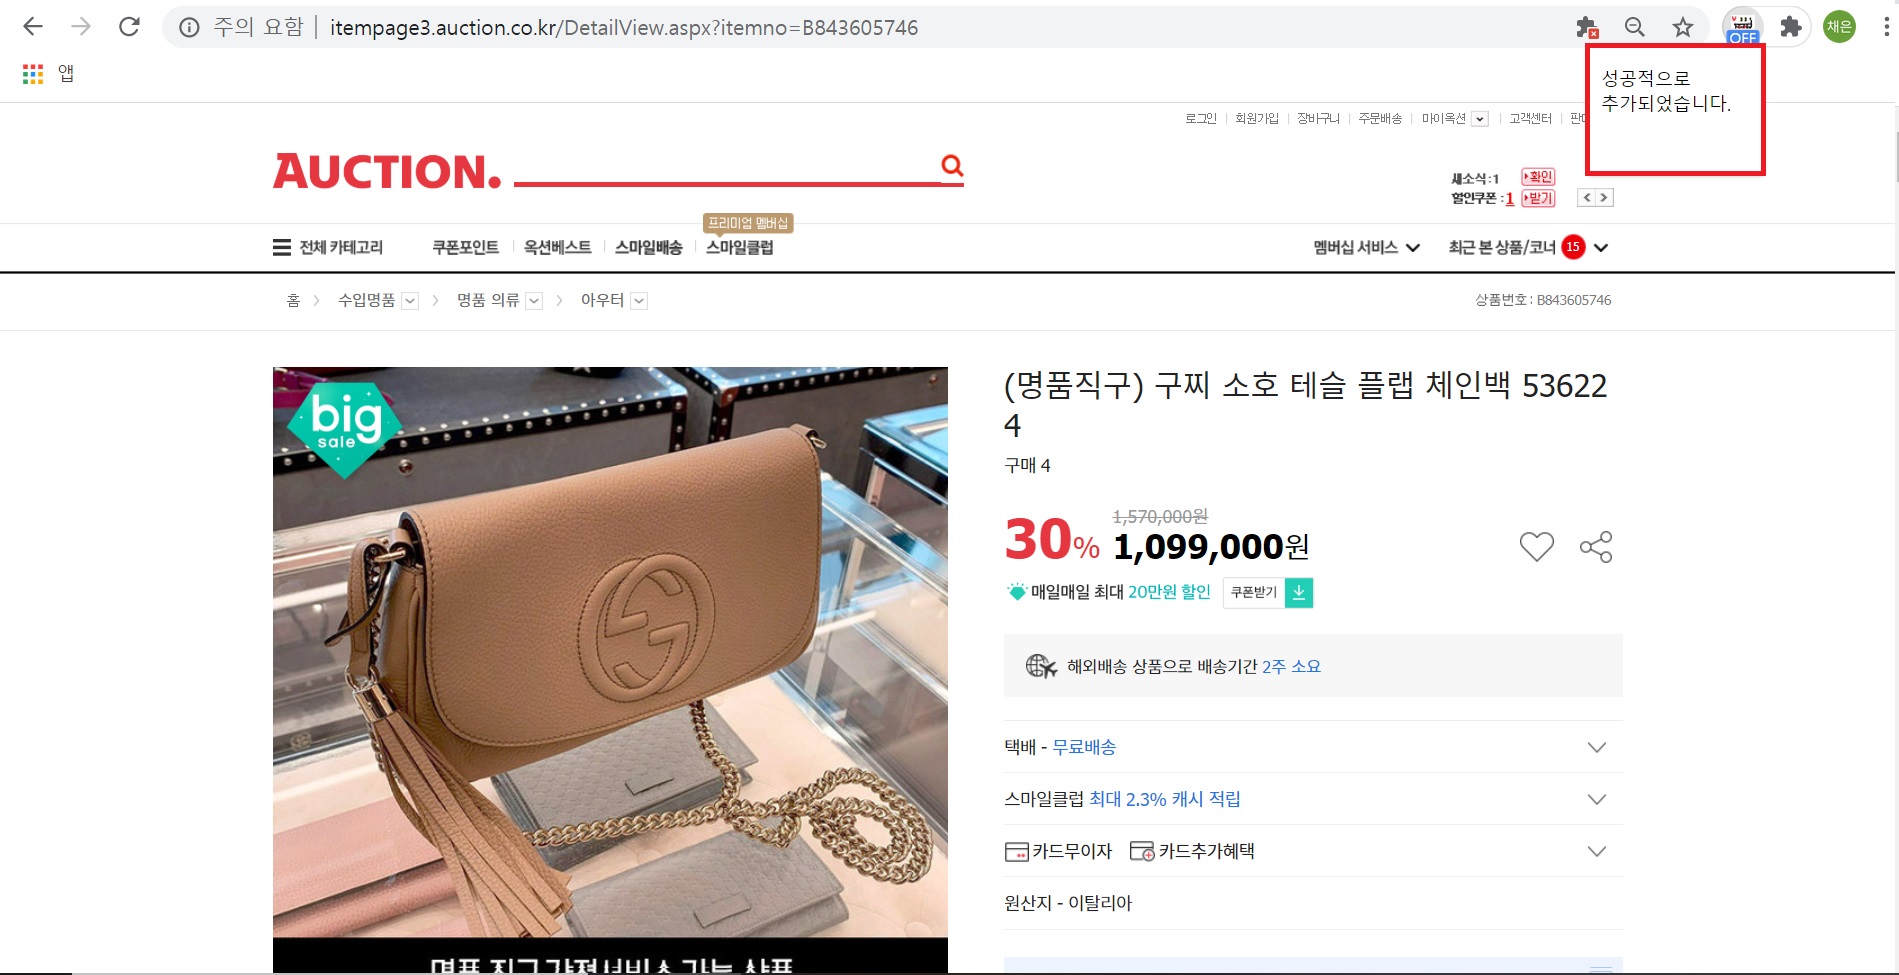 주의 요함
itempage3.auction.co.kr/DetailView.aspx?itemno=B843605746
OFF
채은
앱
성공적으로
추가되었습니다.
로그인 회원가입 장바구니 주문배송 마이옥션 고객센터
AUCTION.
새소식:1 확인
할인쿠폰:1 받기
프리미엄 멤버십
전체 카테고리 쿠폰포인트 옥션베스트 스마일배송 스마일클럽 멤버십 서비스 최근 본 상품/코너 15
홈 수입명품 명품 의류 아우터 상품번호 : B843605746
big
sale
(명품직구) 구찌 소호 테슬 플랩 체인백 53622
4
구매 4
1,570,000원
30% 1,099,000원
매일매일 최대 20만원 할인 쿠폰받기
해외배송 상품으로 배송기간 2주 소요
택배 - 무료배송
스마일클럽 최대 2.3% 캐시 적립
카드무이자 카드추가혜택
원산지 - 이탈리아